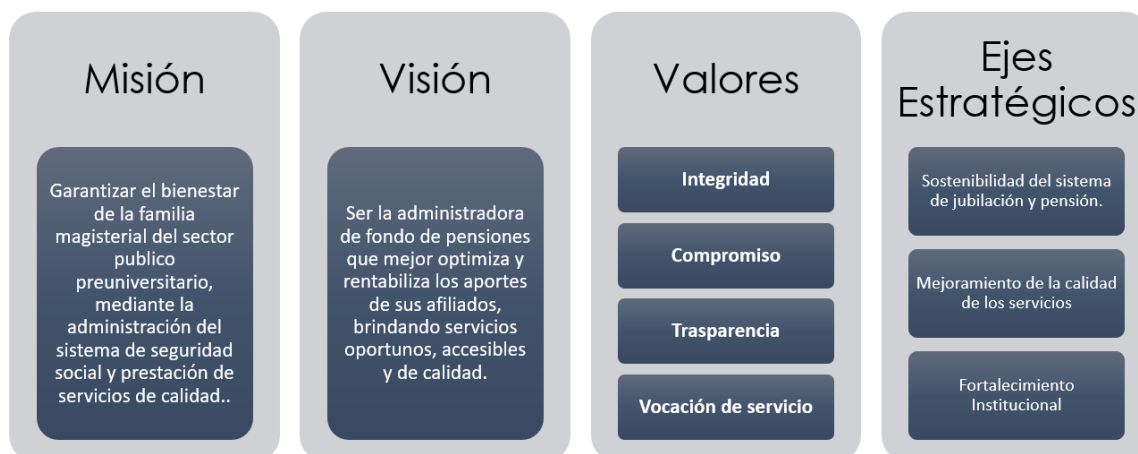 Misión
Garantizar el bienestar
de la familia
magisterial del sector
publico
preuniversitario,
mediante la
administración del
sistema de seguridad
social y prestación de
servicios de calidad..
Visión
Ser la administradora
de fondo de pensiones
que mejor optimiza y
rentabiliza los aportes
de sus afiliados,
brindando servicios
oportunos, accesibles
y de calidad.
Valores
Integridad
Compromiso
Trasparencia
Vocación de servicio
Ejes
Estratégicos
Sostenibilidad del sistema
de jubilación y pensión.
Mejoramiento de la calidad
de los servicios
Fortalecimiento
Institucional